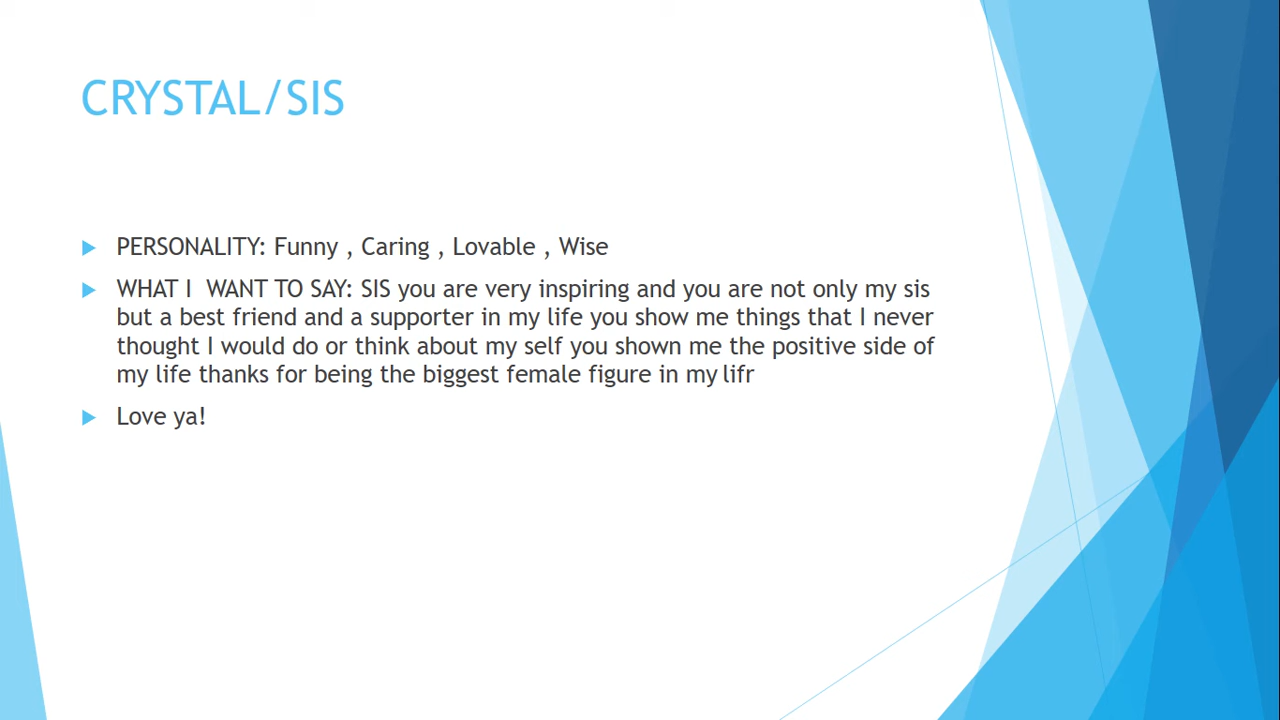 CRYSTAL/SIS
PERSONALITY: Funny , Caring , Lovable , Wise
WHAT I  WANT TO SAY: SIS you are very inspiring and you are not only my sis
but a best friend and a supporter in my life you show me things that I never
thought I would do or think about my self you shown me the positive side of
my life thanks for being the biggest female figure in my lifr
Love ya!